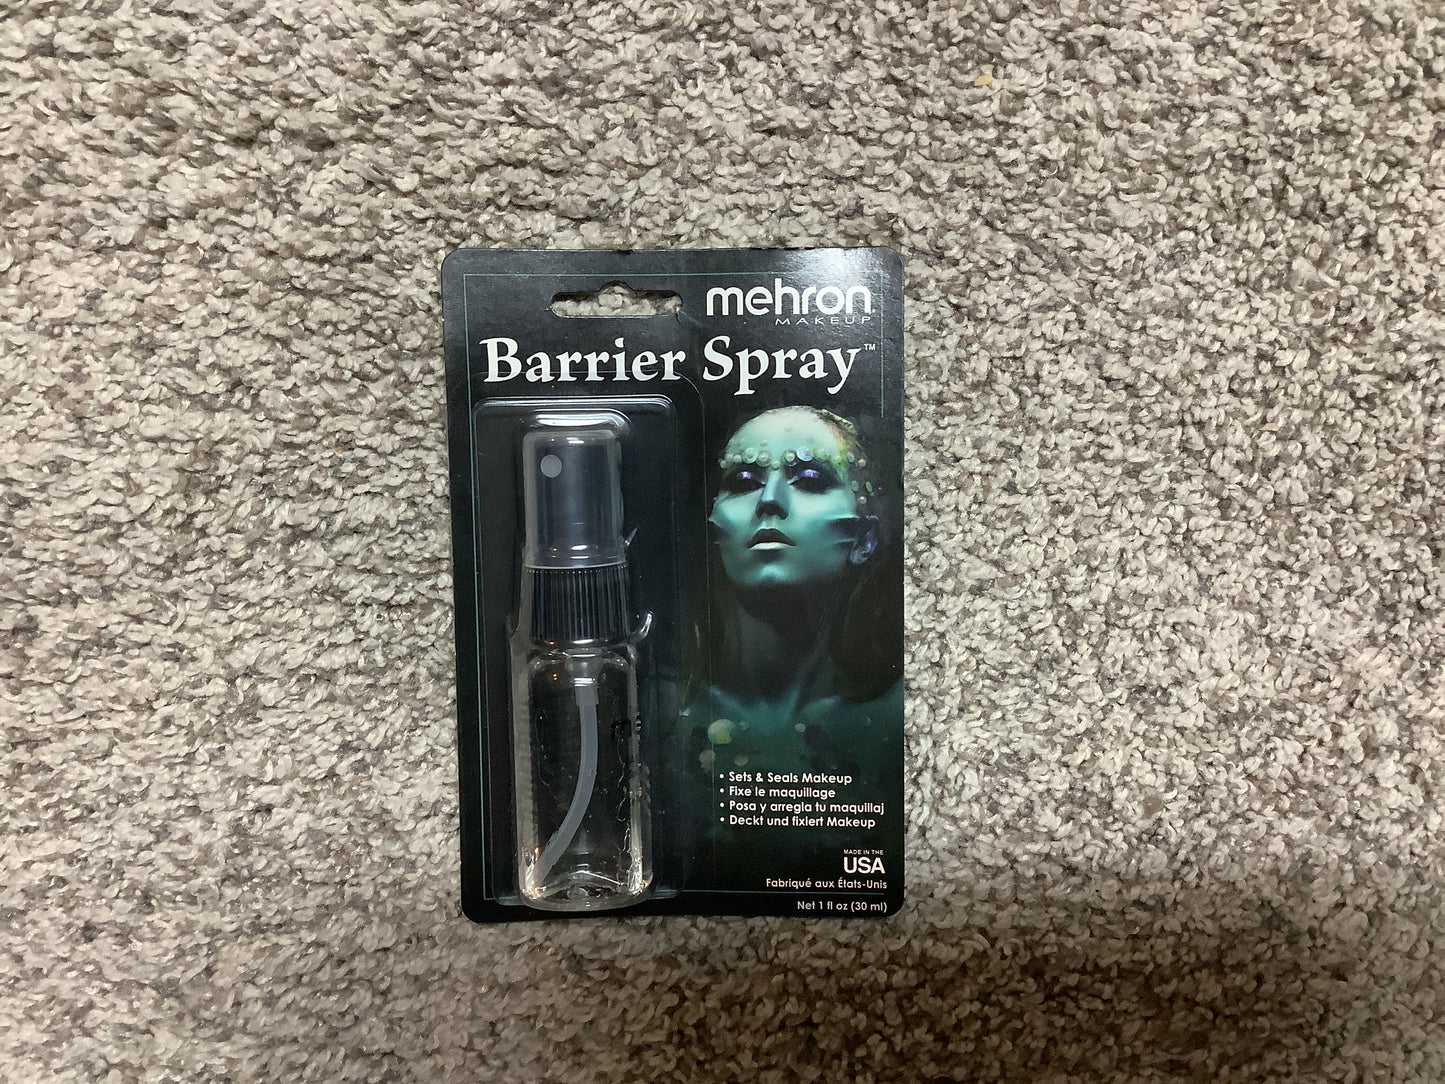 mehron
MAKEUP
Barrier Spray™
• Sets & Seals Makeup
• Fixe le maquillage
• Posa y arregla tu maquillaj
• Deckt und fixiert Makeup
MADE IN THE
USA
Fabriqué aux États-Unis
Net 1 fl oz (30 ml)